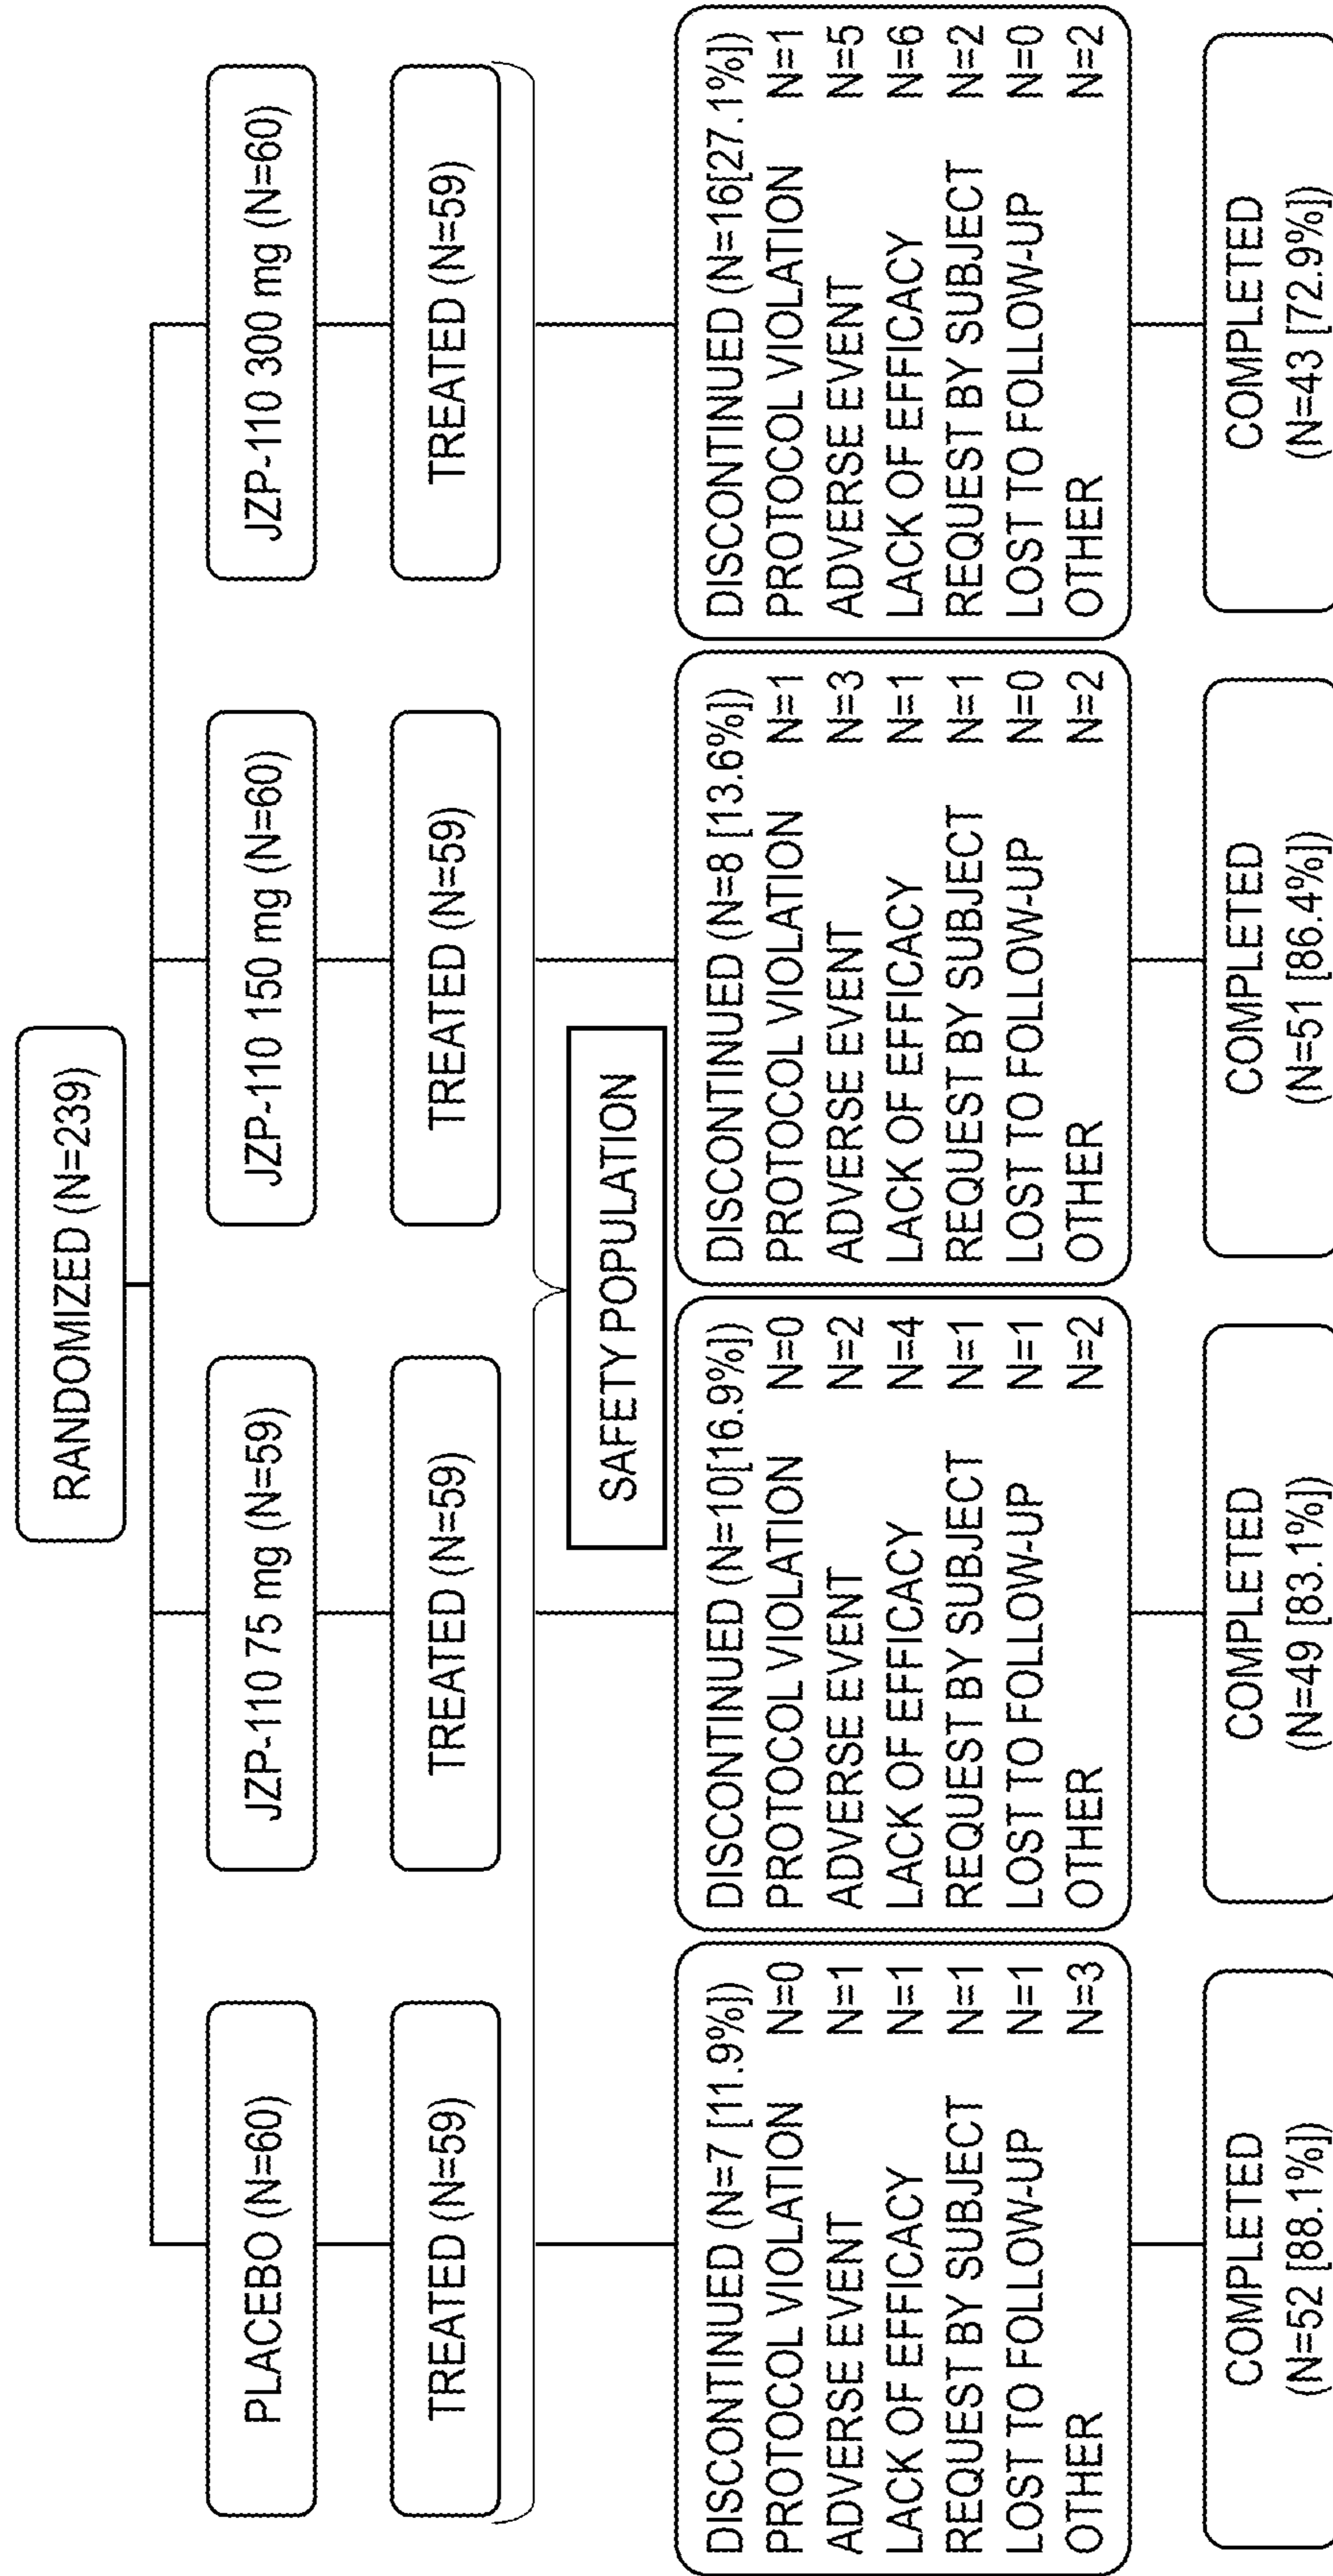 RANDOMIZED (N=239)
PLACEBO (N=60)
JZP-110 75 mg (N=59)
JZP-110 150 mg (N=60)
JZP-110 300 mg (N=60)
TREATED (N=59)
TREATED (N=59)
TREATED (N=59)
TREATED (N=59)
SAFETY POPULATION
DISCONTINUED (N=7 [11.9%])
PROTOCOL VIOLATION N=0
ADVERSE EVENT N=1
LACK OF EFFICACY N=1
REQUEST BY SUBJECT N=1
LOST TO FOLLOW-UP N=1
OTHER N=3
DISCONTINUED (N=10[16.9%])
PROTOCOL VIOLATION N=0
ADVERSE EVENT N=2
LACK OF EFFICACY N=4
REQUEST BY SUBJECT N=1
LOST TO FOLLOW-UP N=1
OTHER N=2
DISCONTINUED (N=8 [13.6%])
PROTOCOL VIOLATION N=1
ADVERSE EVENT N=3
LACK OF EFFICACY N=1
REQUEST BY SUBJECT N=1
LOST TO FOLLOW-UP N=0
OTHER N=2
DISCONTINUED (N=16[27.1%])
PROTOCOL VIOLATION N=1
ADVERSE EVENT N=5
LACK OF EFFICACY N=6
REQUEST BY SUBJECT N=2
LOST TO FOLLOW-UP N=0
OTHER N=2
COMPLETED
(N=52 [88.1%])
COMPLETED
(N=49 [83.1%])
COMPLETED
(N=51 [86.4%])
COMPLETED
(N=43 [72.9%])